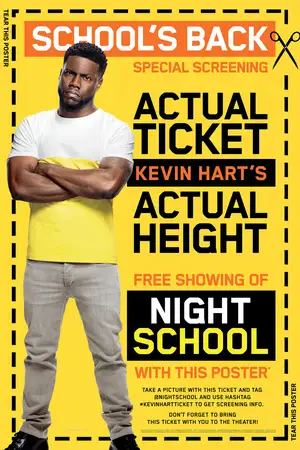 TEAR THIS POSTER
SCHOOL'S BACK
SPECIAL SCREENING
ACTUAL
TICKET
KEVIN HART'S
ACTUAL
HEIGHT
FREE SHOWING OF
NIGHT
SCHOOL
WITH THIS POSTER*
TAKE A PICTURE WITH THIS TICKET AND TAG
@NIGHTSCHOOL AND USE HASHTAG
#KEVINHARTTICKET TO GET SCREENING INFO.
DON'T FORGET TO BRING
THIS TICKET WITH YOU TO THE THEATER!
TEAR THIS POSTER